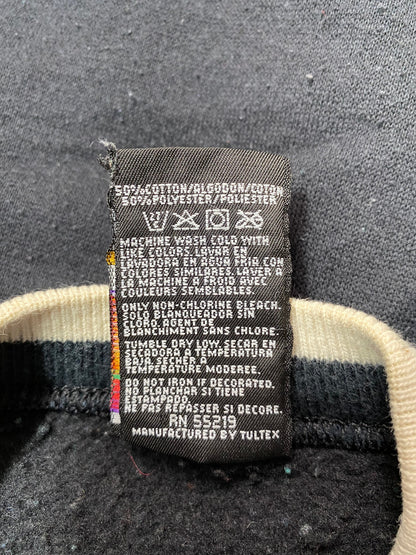 50%COTTON/ALGODON/COTON
50%POLYESTER/POLIESTER
MACHINE WASH COLD WITH
LIKE COLORS. LAVAR EN
LAVADORA EN AGUA FRIA, CON
COLORES SIMILARES. LAVER A
LA MACHINE A FROID AVEC
COULEURS SEMBLABLES.
ONLY NON-CHLORINE BLEACH.
SOLO BLANQUEADOR SIN
CLORO. AGENT DE
BLANCHIMENT SANS CHLORE.
TUMBLE DRY LOW. SECAR EN
SECADORA A TEMPERATURA
BAJA. SECHER A
TEMPERATURE MODEREE.
DO NOT IRON IF DECORATED.
NO PLANCHAR SI TIENE
ESTAMPADO.
NE PAS REPASSER SI DECORE.
RN 55219
MANUFACTURED BY TULTEX